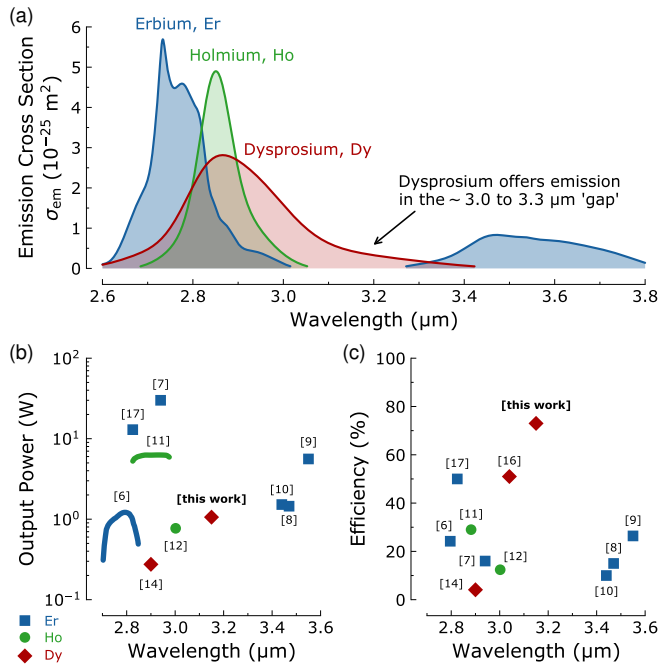 (a)
Erbium, Er
Holmium, Ho
Dysprosium, Dy
Dysprosium offers emission
in the ~ 3.0 to 3.3 μm 'gap'
Emission Cross Section
σem (10⁻²⁵ m²)
6
5
4
3
2
1
0
2.6 2.8 3.0 3.2 3.4 3.6 3.8
Wavelength (μm)
(b)
Output Power (W)
10²
10¹
10⁰
10⁻¹
[7]
[17]
[11]
[9]
[6]
[10]
[this work]
[8]
[12]
[14]
2.8 3.0 3.2 3.4 3.6
Wavelength (μm)
Er
Ho
Dy
(c)
Efficiency (%)
100
80
60
40
20
0
[this work]
[17]
[16]
[11]
[6]
[9]
[7]
[12]
[8]
[14]
[10]
2.8 3.0 3.2 3.4 3.6
Wavelength (μm)